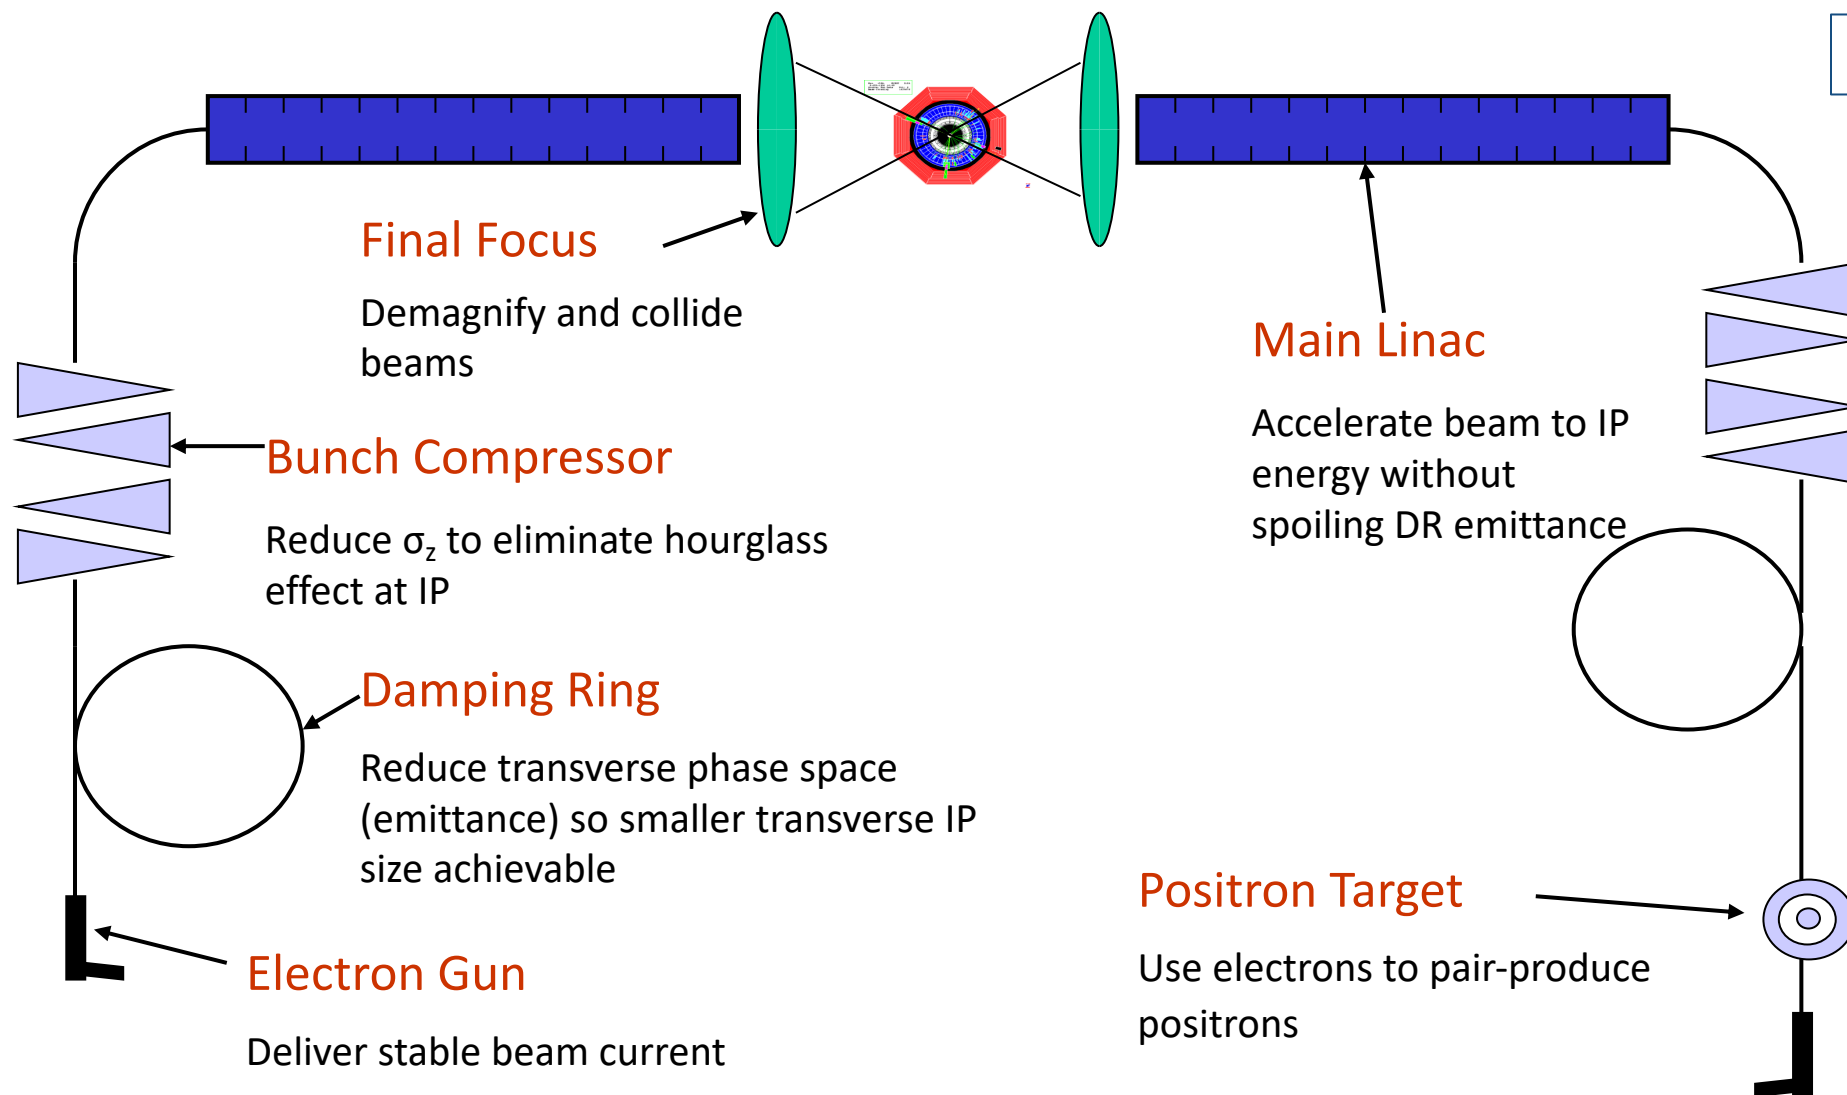 Final Focus
Demagnify and collide
beams
Main Linac
Accelerate beam to IP
energy without
spoiling DR emittance
Bunch Compressor
Reduce σz to eliminate hourglass
effect at IP
Damping Ring
Reduce transverse phase space
(emittance) so smaller transverse IP
size achievable
Positron Target
Use electrons to pair-produce
positrons
Electron Gun
Deliver stable beam current